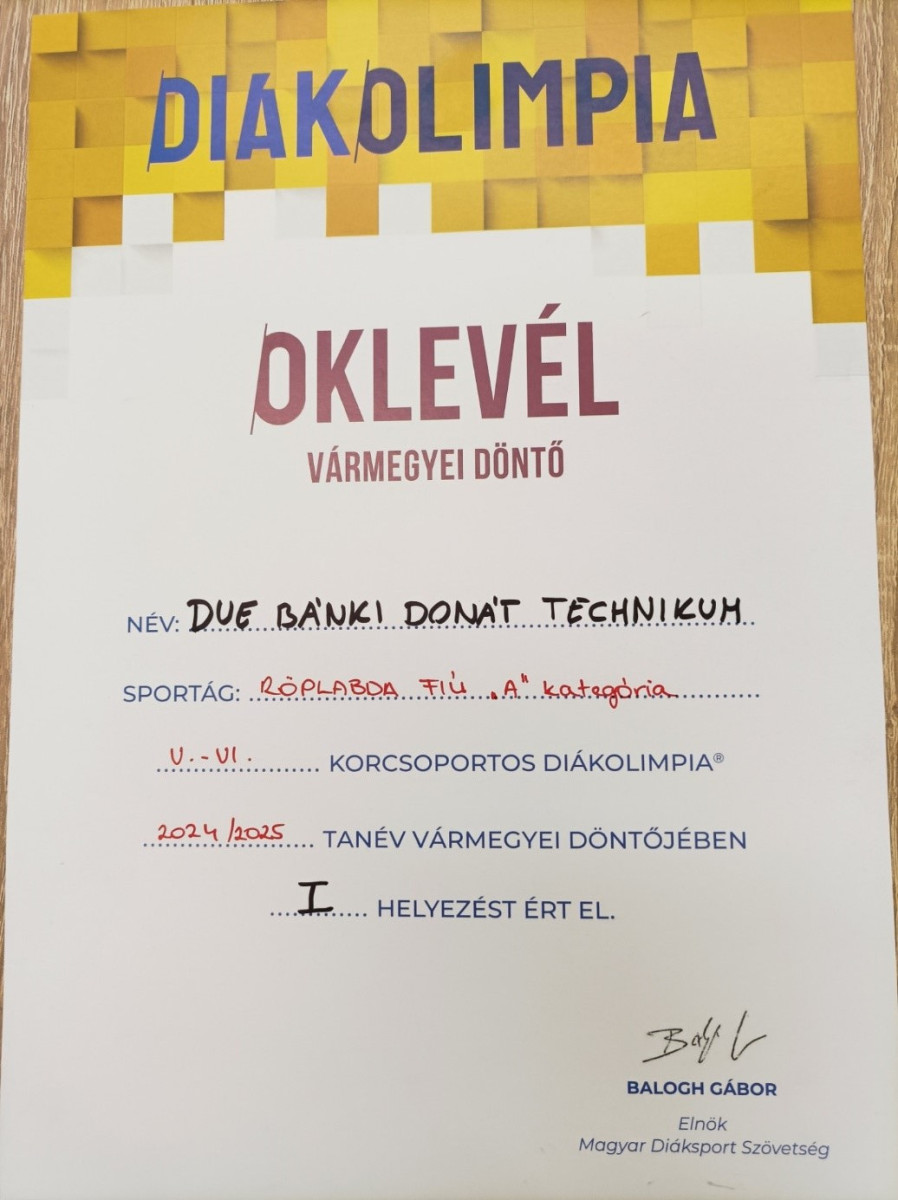 DIÁKOLIMPIA
OKLEVÉL
VÁRMEGYEI DÖNTŐ
NÉV: DUE BÁNKI DONÁT TECHNIKUM
SPORTÁG: RÖPLABDA FIÚ „A" kategória
V.-VI. KORCSOPORTOS DIÁKOLIMPIA®
2024/2025 TANÉV VÁRMEGYEI DÖNTŐJÉBEN
I HELYEZÉST ÉRT EL.
BALOGH GÁBOR
Elnök
Magyar Diáksport Szövetség